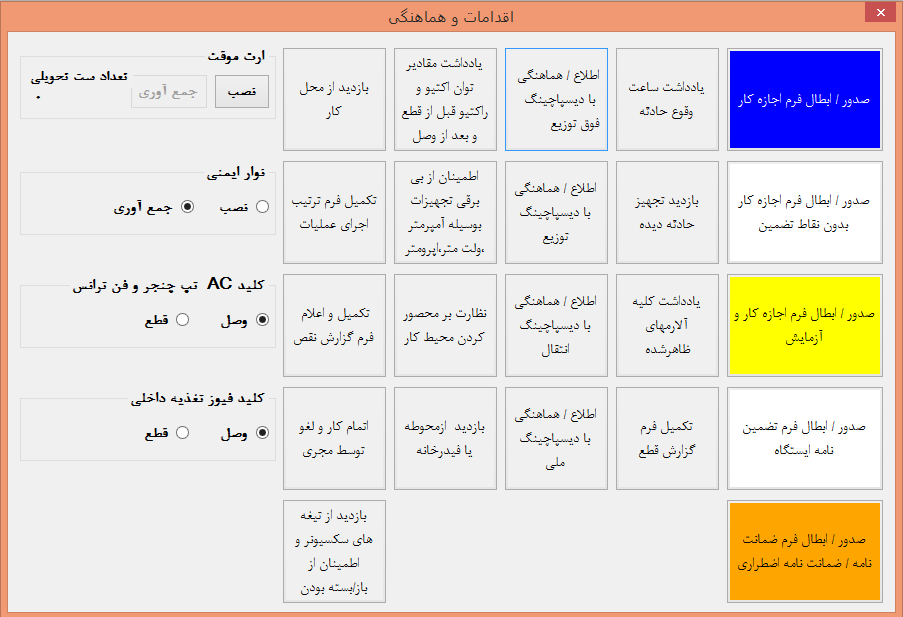 اقدامات و هماهنگی
صدور / ابطال فرم اجازه کار
یادداشت ساعت
وقوع حادثه
اطلاع / هماهنگی
با دیسپاچینگ
فوق توزیع
یادداشت مقادیر
توان اکتیو و
راکتیو قبل از قطع
و بعد از وصل
بازدید از محل
کار
ارت موقت
نصب
جمع آوری
تعداد ست تحویلی
۰
صدور / ابطال فرم اجازه کار
بدون نقاط تضمین
بازدید تجهیز
حادثه دیده
اطلاع / هماهنگی
با دیسپاچینگ
توزیع
اطمینان از بی
برقی تجهیزات
بوسیله آمپرمتر
،ولت متر،اپرومتر
تکمیل فرم ترتیب
اجرای عملیات
نوار ایمنی
نصب
جمع آوری
صدور / ابطال فرم اجازه کار و
آزمایش
یادداشت کلیه
آلارمهای
ظاهرشده
اطلاع / هماهنگی
با دیسپاچینگ
انتقال
نظارت بر محصور
کردن محیط کار
تکمیل و اعلام
فرم گزارش نقص
کلید AC تپ چنجر و فن ترانس
وصل
قطع
صدور / ابطال فرم تضمین
نامه ایستگاه
تکمیل فرم
گزارش قطع
اطلاع / هماهنگی
با دیسپاچینگ
ملی
بازدید ازمحوطه
یا فیدرخانه
اتمام کار و لغو
توسط مجری
کلید فیوز تغذیه داخلی
وصل
قطع
صدور / ابطال فرم ضمانت
نامه / ضمانت نامه اضطراری
بازدید از تیغه
های سکسیونر و
اطمینان از
باز/بسته بودن